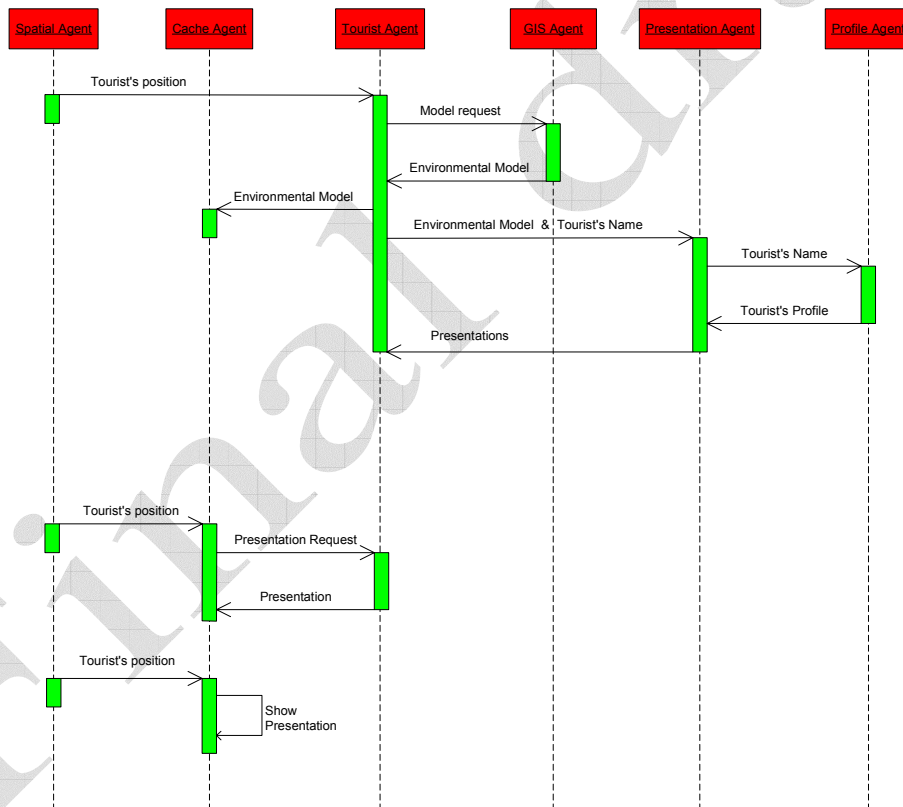 Spatial Agent
Cache Agent
Tourist Agent
GIS Agent
Presentation Agent
Profile Agent
Tourist's position
Model request
Environmental Model
Environmental Model
Environmental Model & Tourist's Name
Tourist's Name
Tourist's Profile
Presentations
Tourist's position
Presentation Request
Presentation
Tourist's position
Show
Presentation
final